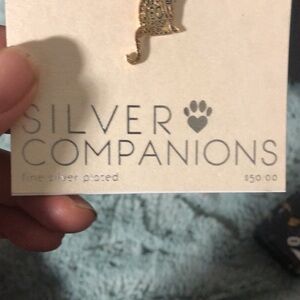 SILVER
COMPANIONS
fine silver plated $50.00